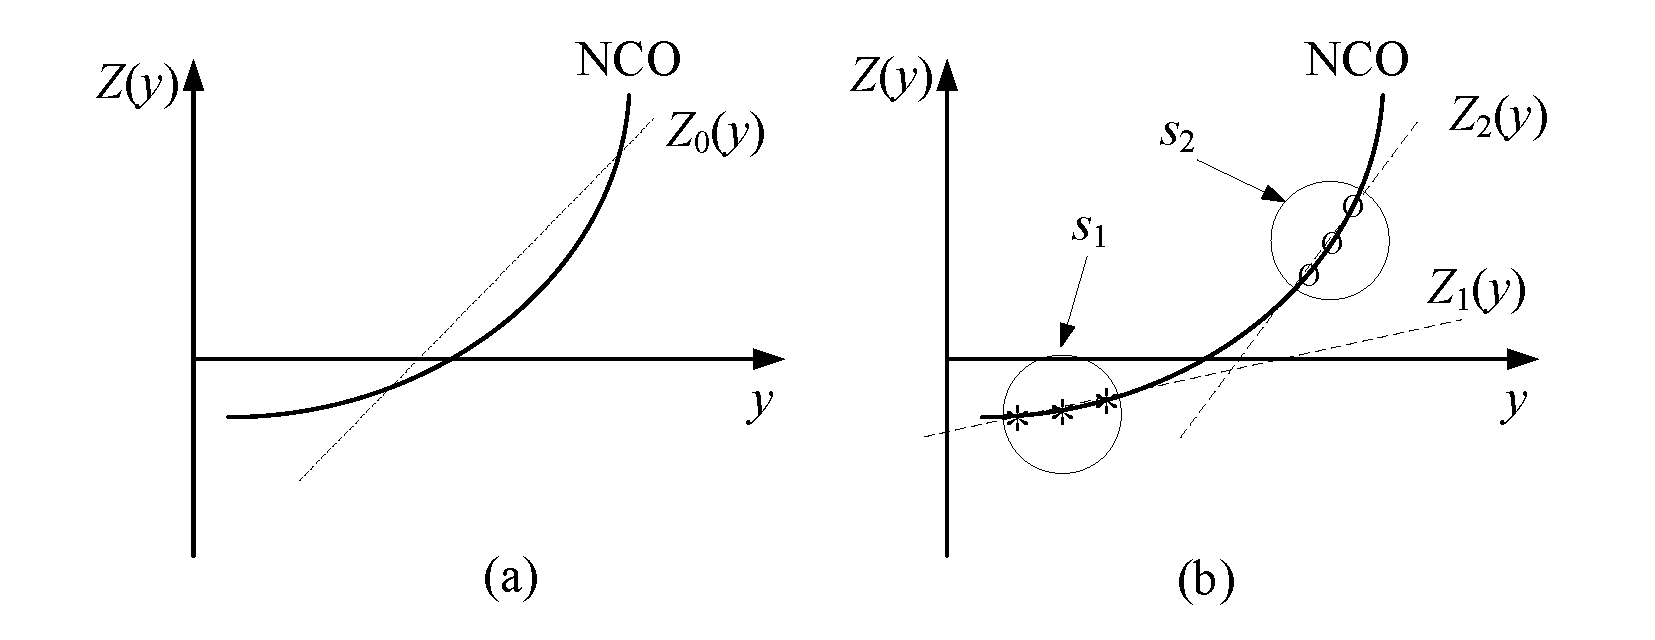 NCO
Z(y)
Z₀(y)
y
(a)
NCO
Z(y)
Z₂(y)
s₂
s₁
Z₁(y)
y
(b)